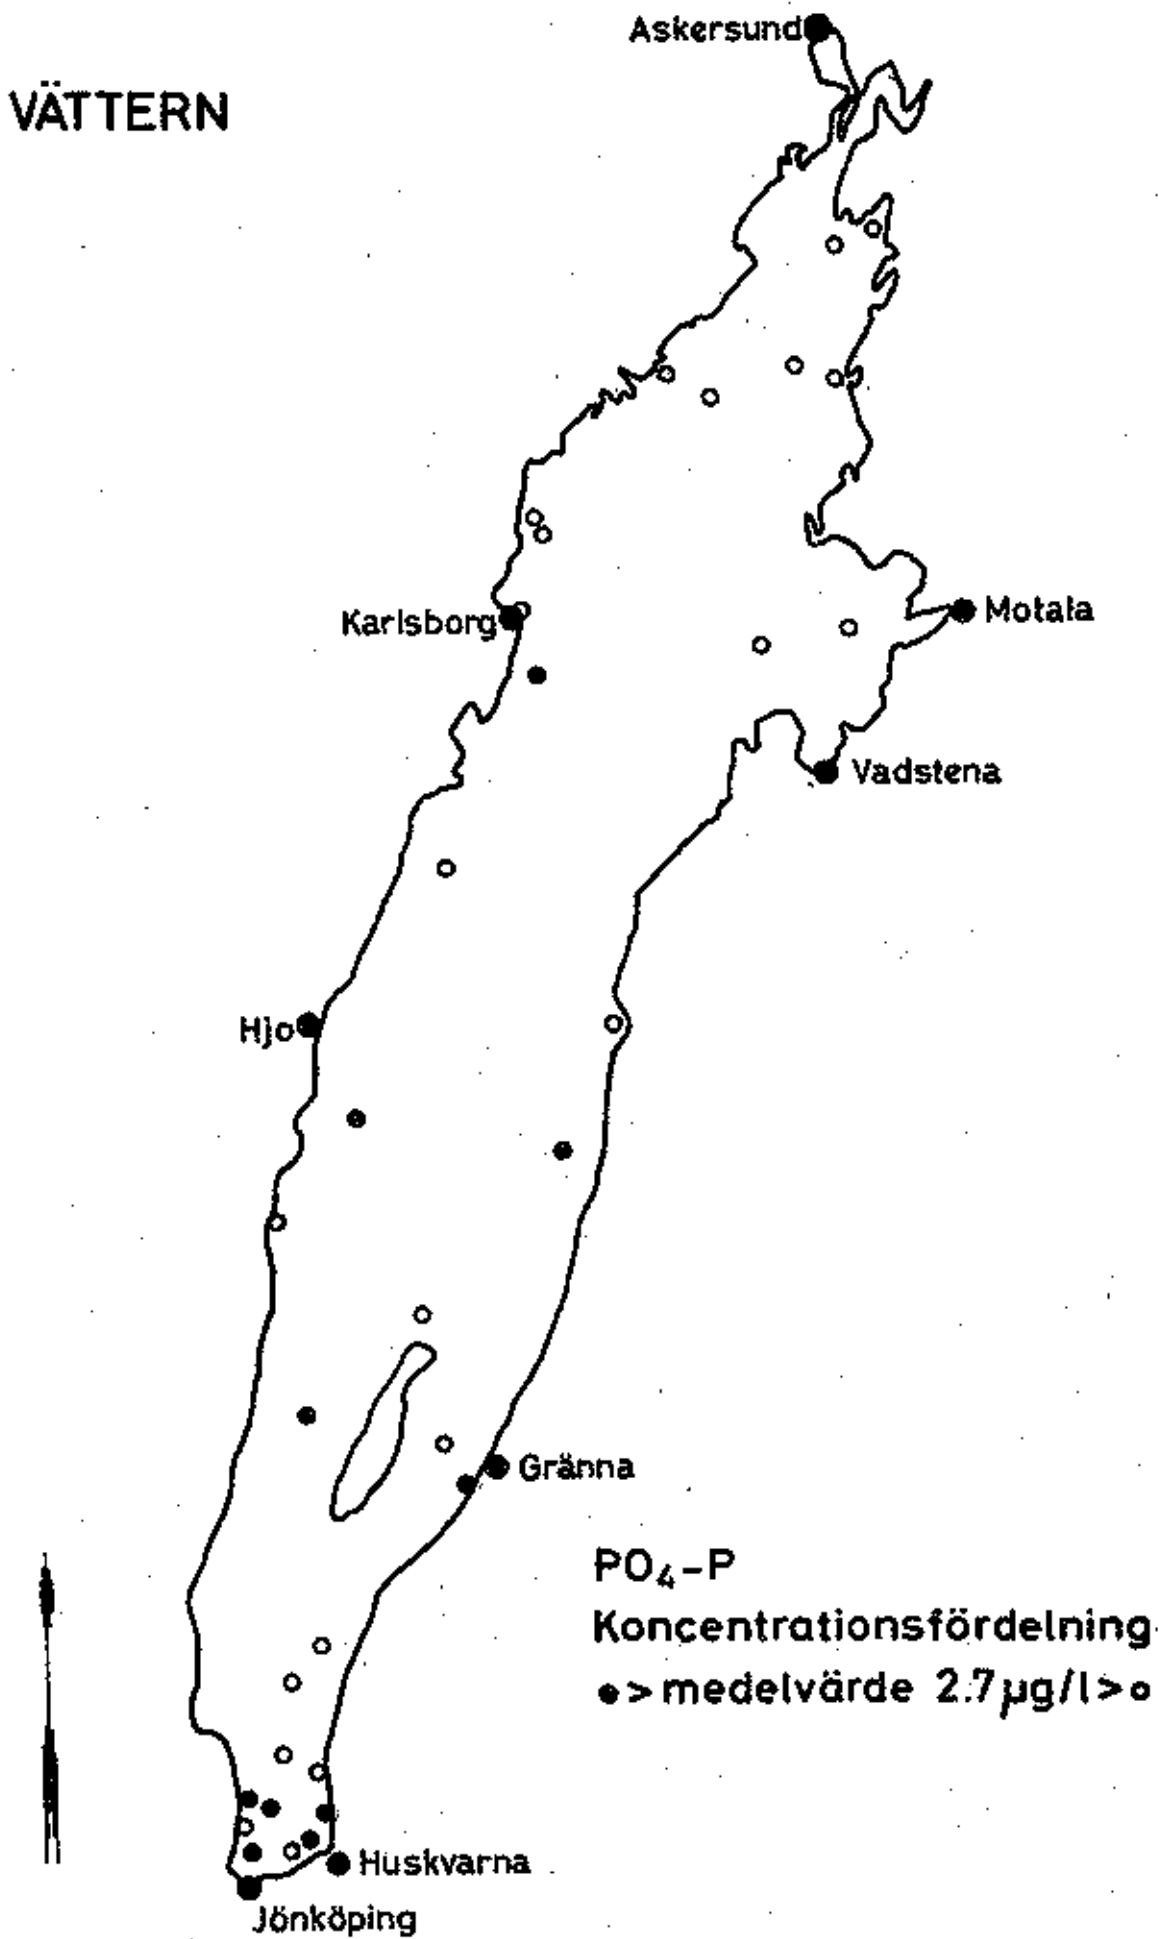 Askersund
VÄTTERN
Karlsborg
Motala
Vadstena
Hjo
Gränna
PO₄-P
Koncentrationsfördelning
●> medelvärde 2.7µg/l>o
Huskvarna
Jönköping